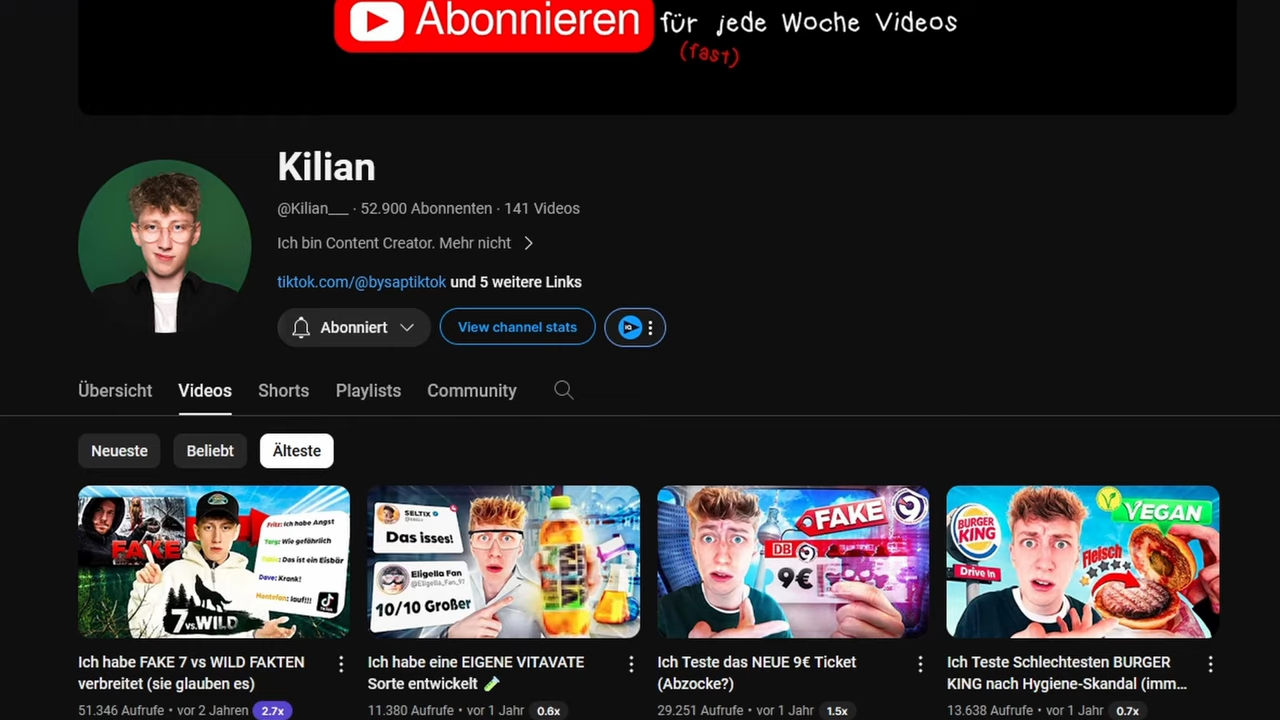 Abonnieren für jede Woche Videos
(fast)
Kilian
@Kilian___ · 52.900 Abonnenten · 141 Videos
Ich bin Content Creator. Mehr nicht
tiktok.com/@bysaptiktok und 5 weitere Links
Abonniert
View channel stats
Übersicht Videos Shorts Playlists Community
Neueste Beliebt Älteste
FAKE
Fritz: Ich habe Angst
Wie gefährlich
Das ist ein Eisbär
Dave: Krank!
Montefan: lauf!!!
7 vs. WILD
SELTIX
Das isses!
Eligella Fan
@Eligella_Fan_97
10/10 Großer
FAKE
DB
9€
BURGER
KING
Drive In
VEGAN
Fleisch
Ich habe FAKE 7 vs WILD FAKTEN
verbreitet (sie glauben es)
51.346 Aufrufe · vor 2 Jahren 2.7x
Ich habe eine EIGENE VITAVATE
Sorte entwickelt
11.380 Aufrufe · vor 1 Jahr 0.6x
Ich Teste das NEUE 9€ Ticket
(Abzocke?)
29.251 Aufrufe · vor 1 Jahr 1.5x
Ich Teste Schlechtesten BURGER
KING nach Hygiene-Skandal (imm...
13.638 Aufrufe · vor 1 Jahr 0.7x